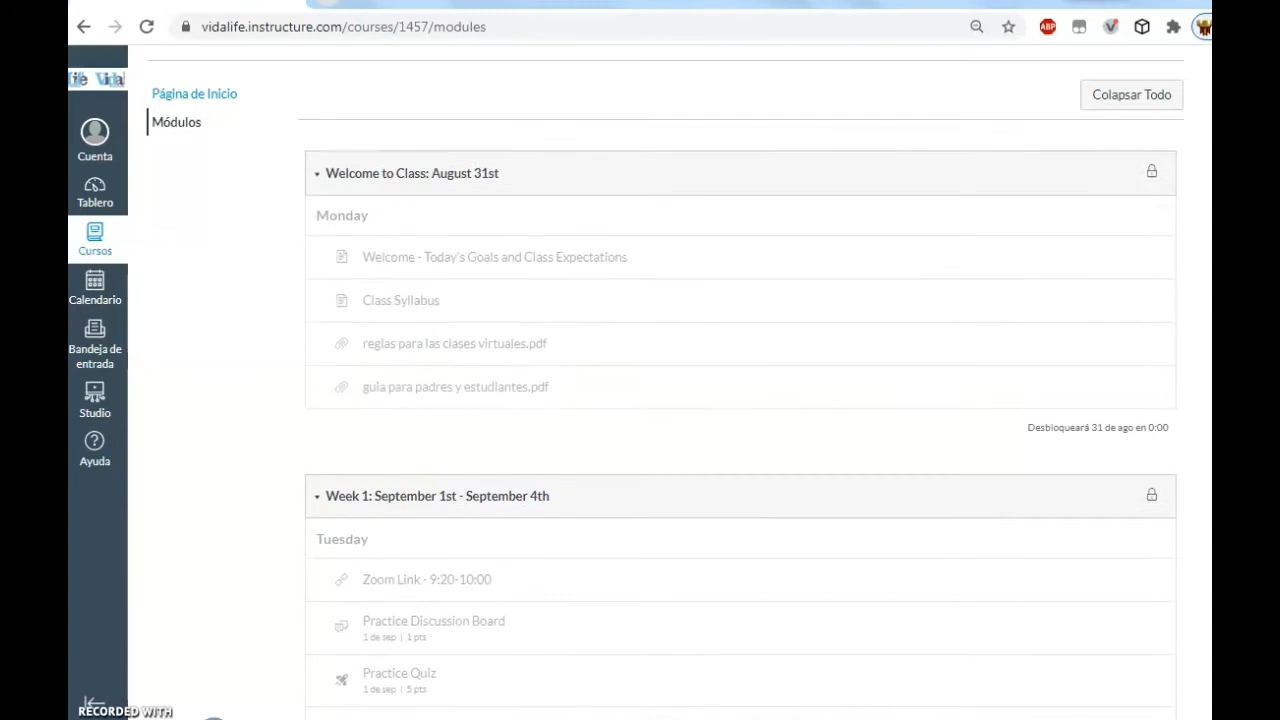 vidalife.instructure.com/courses/1457/modules
ABP
life Vida
Página de Inicio
Colapsar Todo
Módulos
Cuenta
Tablero
Cursos
Calendario
Bandeja de
entrada
Studio
Ayuda
Welcome to Class: August 31st
Monday
Welcome - Today's Goals and Class Expectations
Class Syllabus
reglas para las clases virtuales.pdf
guia para padres y estudiantes.pdf
Desbloqueará 31 de ago en 0:00
Week 1: September 1st - September 4th
Tuesday
Zoom Link - 9:20-10:00
Practice Discussion Board
1 de sep | 1 pts
Practice Quiz
1 de sep | 5 pts
RECORDED WITH